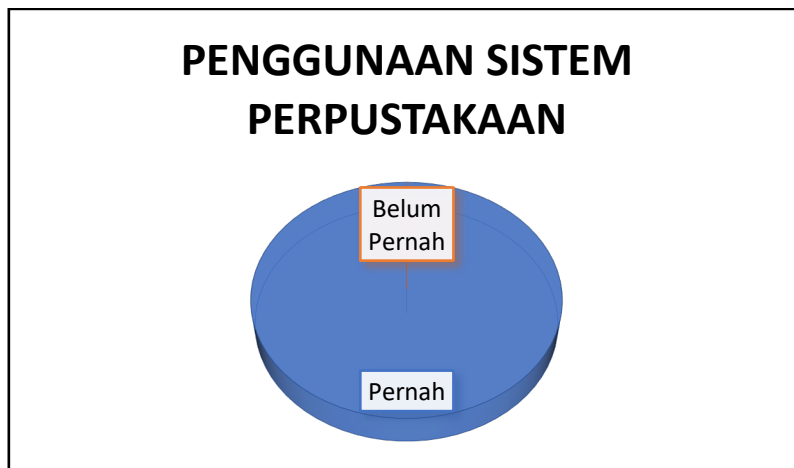 PENGGUNAAN SISTEM
PERPUSTAKAAN
Belum
Pernah
Pernah